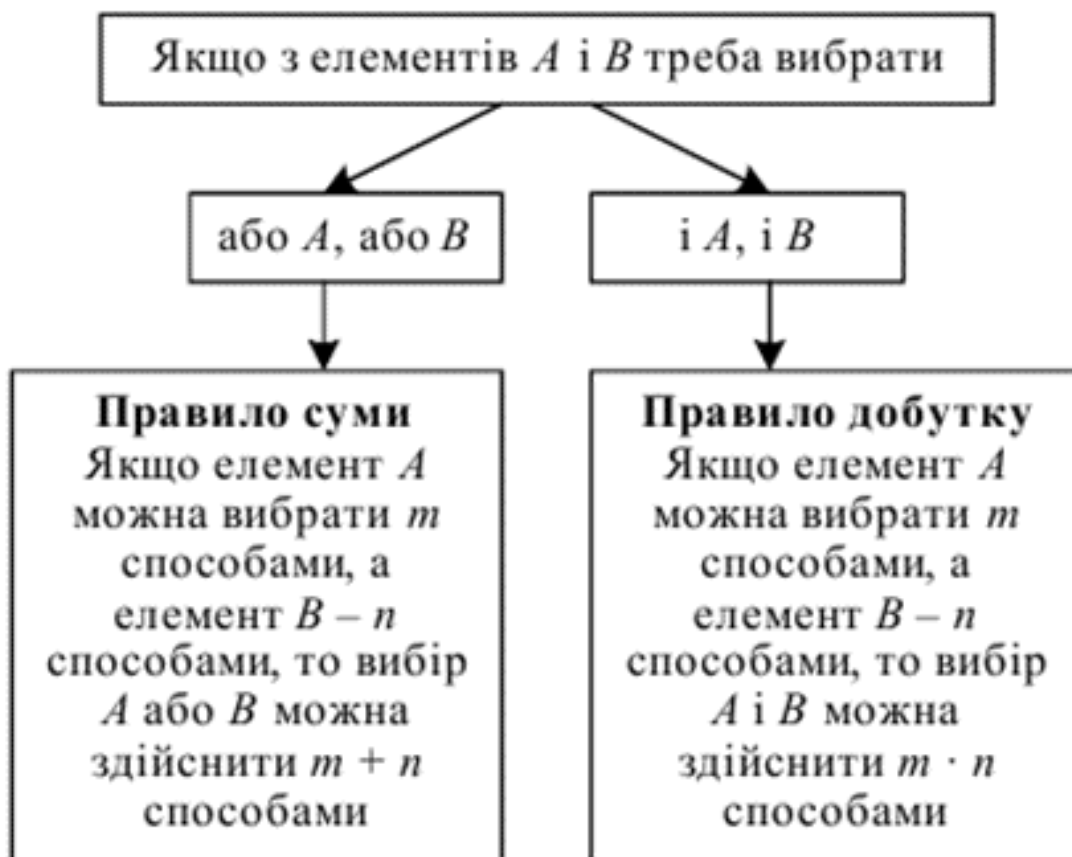 Якщо з елементів A і B треба вибрати
або A, або B
і A, і B
Правило суми
Якщо елемент A
можна вибрати m
способами, а
елемент B – n
способами, то вибір
A або B можна
здійснити m + n
способами
Правило добутку
Якщо елемент A
можна вибрати m
способами, а
елемент B – n
способами, то вибір
A і B можна
здійснити m · n
способами